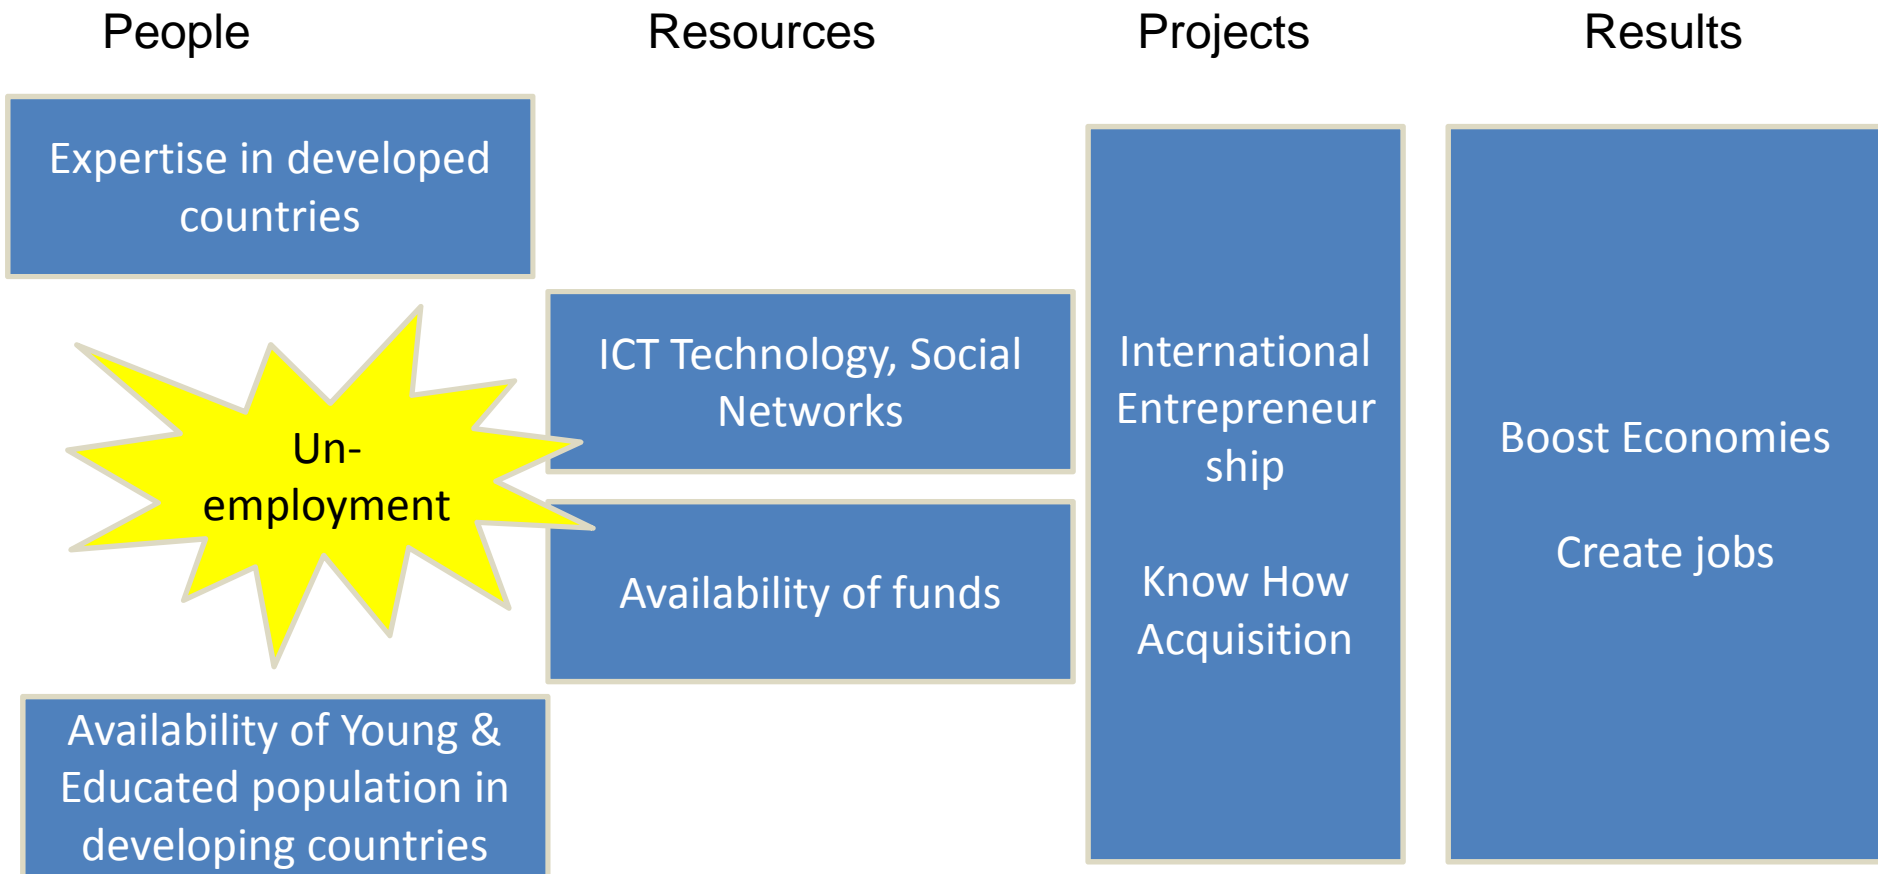 People
Resources
Projects
Results
Expertise in developed
countries
Un-
employment
Availability of Young &
Educated population in
developing countries
ICT Technology, Social
Networks
Availability of funds
International
Entrepreneur
ship
Know How
Acquisition
Boost Economies
Create jobs